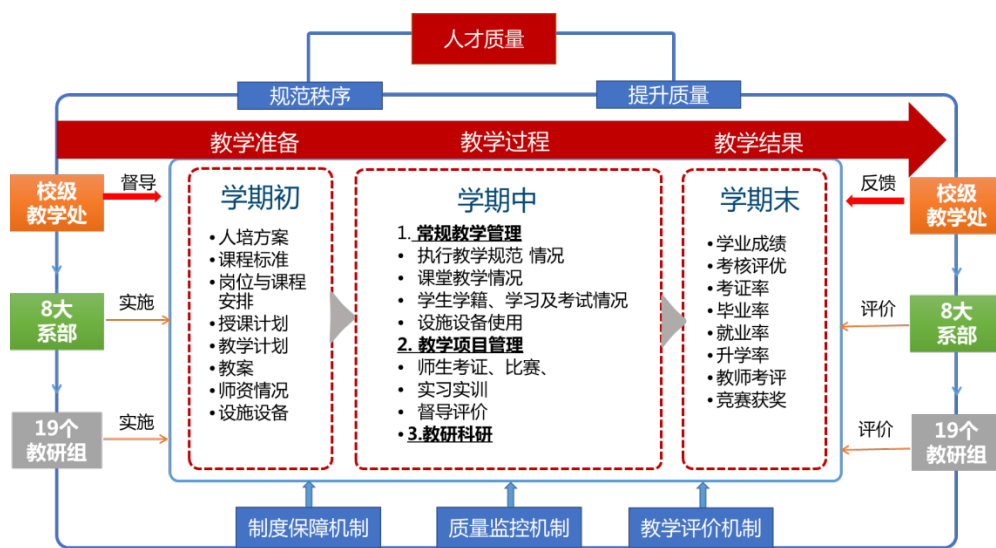 人才质量
规范秩序
提升质量
教学准备
教学过程
教学结果
校级
教学处
督导
8大
系部
实施
19个
教研组
实施
学期初
•人培方案
•课程标准
•岗位与课程
安排
•授课计划
•教学计划
•教案
•师资情况
•设施设备
学期中
1. 常规教学管理
• 执行教学规范 情况
• 课堂教学情况
• 学生学籍、学习及考试情况
• 设施设备使用
2. 教学项目管理
• 师生考证、比赛、
• 实习实训
• 督导评价
•3.教研科研
学期末
•学业成绩
•考核评优
•考证率
•毕业率
•就业率
•升学率
•教师考评
•竞赛获奖
反馈
校级
教学处
评价
8大
系部
评价
19个
教研组
制度保障机制
质量监控机制
教学评价机制